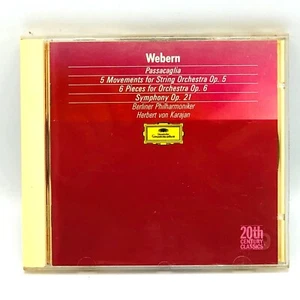 Webern
Passacaglia
5 Movements for String Orchestra Op. 5
6 Pieces for Orchestra Op. 6
Symphony Op. 21
Berliner Philharmoniker
Herbert von Karajan
20th
CENTURY
CLASSICS